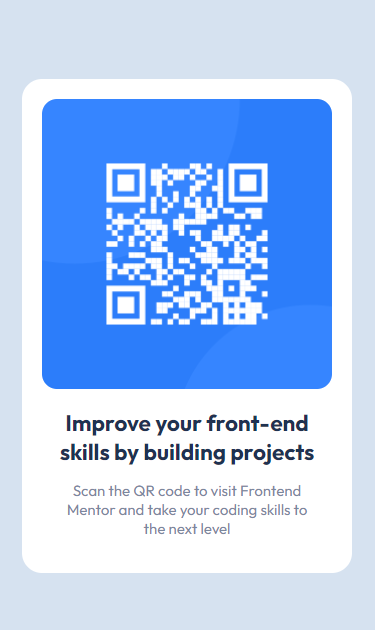 Improve your front-end
skills by building projects
Scan the QR code to visit Frontend
Mentor and take your coding skills to
the next level